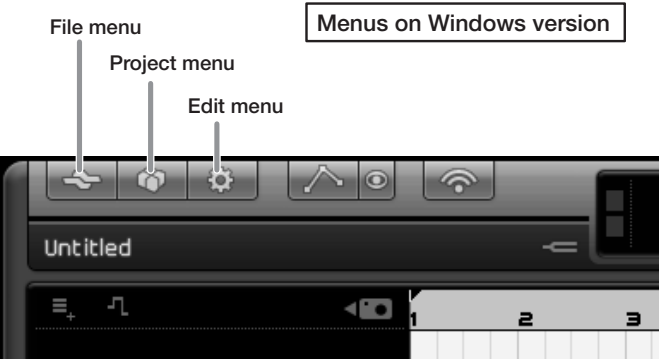 Menus on Windows version
File menu
Project menu
Edit menu
Untitled
1 2 3